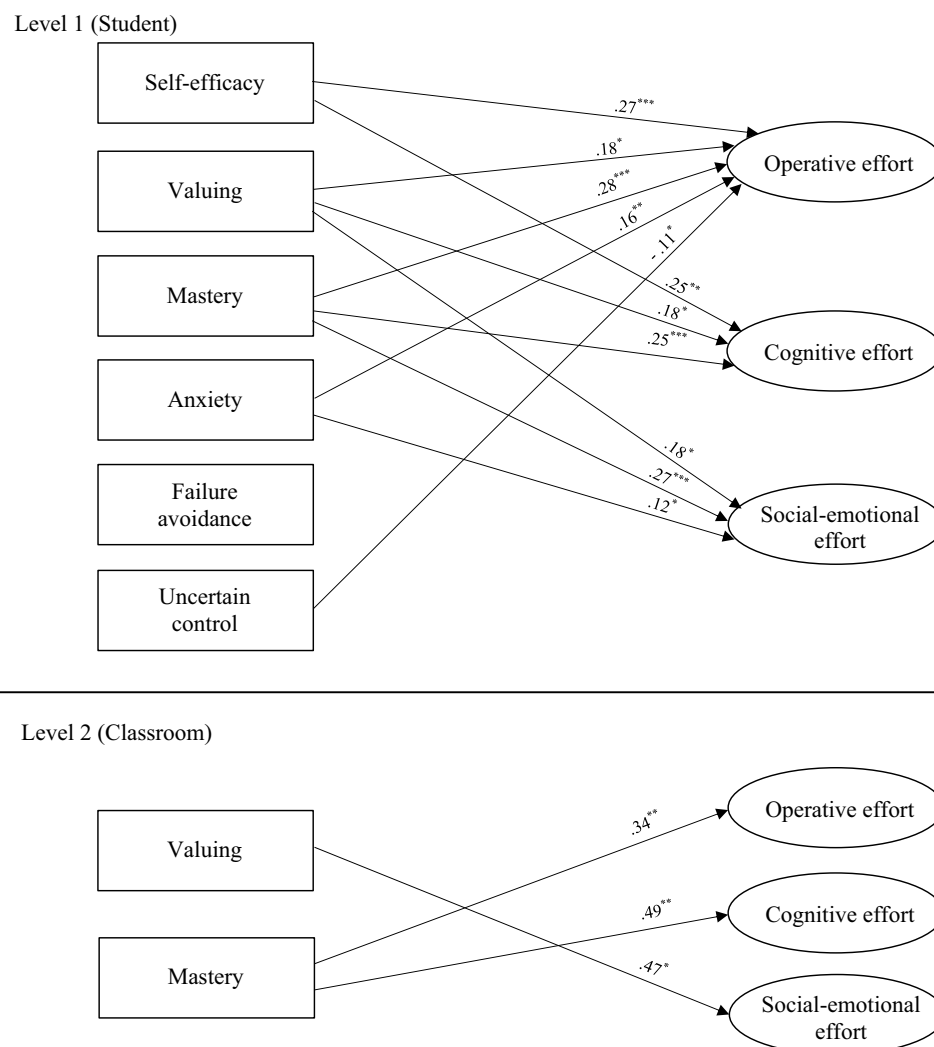 Level 1 (Student)
Self-efficacy
Valuing
Mastery
Anxiety
Failure
avoidance
Uncertain
control
.27***
.18*
.28***
.16**
- .11*
.25**
.18*
.25***
.18*
.27***
.12*
Operative effort
Cognitive effort
Social-emotional
effort
Level 2 (Classroom)
Valuing
Mastery
.34**
.49**
.47*
Operative effort
Cognitive effort
Social-emotional
effort